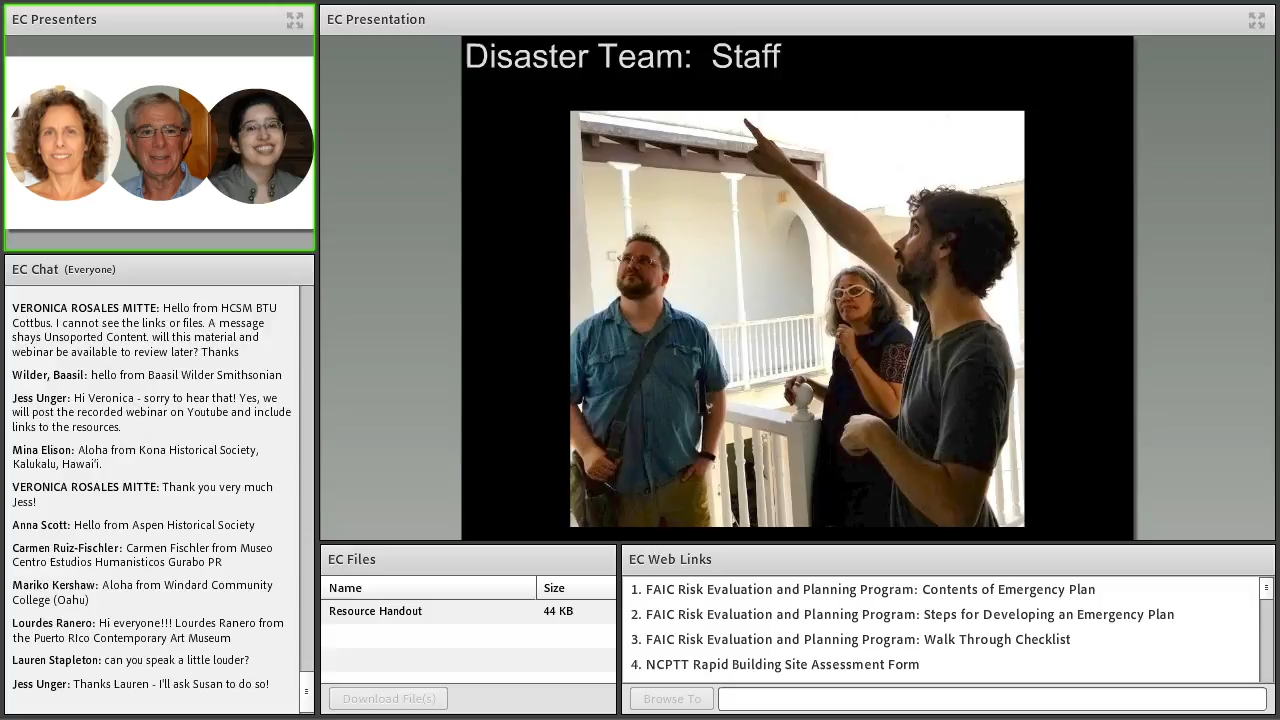 EC Presenters
EC Presentation
Disaster Team:  Staff
EC Chat (Everyone)
VERONICA ROSALES MITTE: Hello from HCSM BTU
Cottbus. I cannot see the links or files. A message
shays Unsoported Content. will this material and
webinar be available to review later? Thanks
Wilder, Baasil: hello from Baasil Wilder Smithsonian
Jess Unger: Hi Veronica - sorry to hear that! Yes, we
will post the recorded webinar on Youtube and include
links to the resources.
Mina Elison: Aloha from Kona Historical Society,
Kalukalu, Hawai'i.
VERONICA ROSALES MITTE: Thank you very much
Jess!
Anna Scott: Hello from Aspen Historical Society
Carmen Ruiz-Fischler: Carmen Fischler from Museo
Centro Estudios Humanisticos Gurabo PR
Mariko Kershaw: Aloha from Windard Community
College (Oahu)
Lourdes Ranero: Hi everyone!!! Lourdes Ranero from
the Puerto RIco Contemporary Art Museum
Lauren Stapleton: can you speak a little louder?
Jess Unger: Thanks Lauren - I'll ask Susan to do so!
EC Files
Name Size
Resource Handout 44 KB
Download File(s)
EC Web Links
1. FAIC Risk Evaluation and Planning Program: Contents of Emergency Plan
2. FAIC Risk Evaluation and Planning Program: Steps for Developing an Emergency Plan
3. FAIC Risk Evaluation and Planning Program: Walk Through Checklist
4. NCPTT Rapid Building Site Assessment Form
Browse To